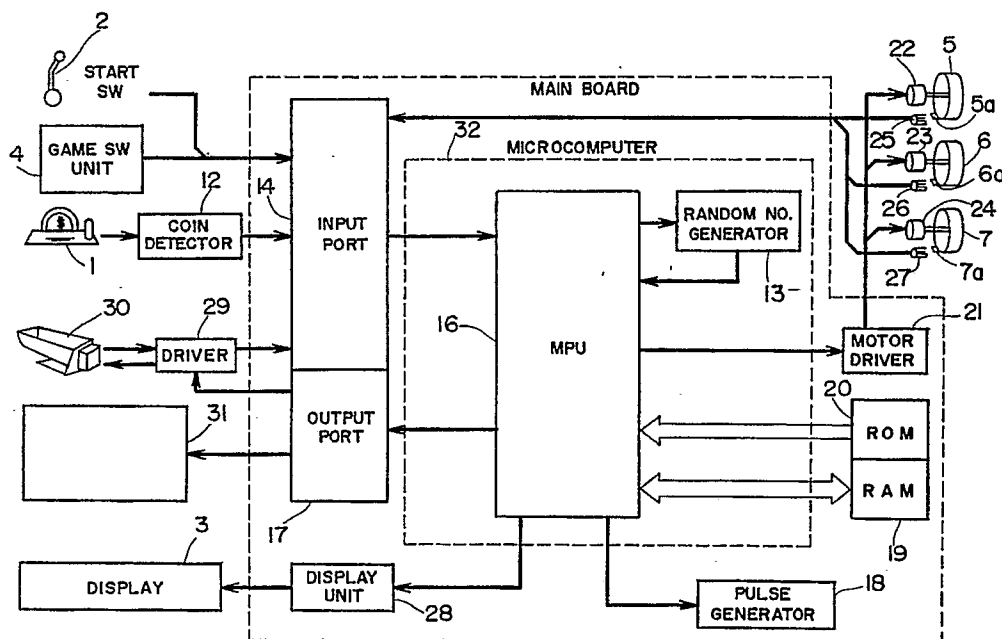 2
START SW
4
GAME SW UNIT
12
COIN DETECTOR
1
$
30
29
DRIVER
31
3
DISPLAY
DISPLAY UNIT
28
MAIN BOARD
32
MICROCOMPUTER
14
INPUT PORT
OUTPUT PORT
17
16
MPU
RANDOM NO. GENERATOR
13
22
5
5a
25
23
6
6a
26
24
7
27
7a
21
MOTOR DRIVER
20
ROM
RAM
19
PULSE GENERATOR
18